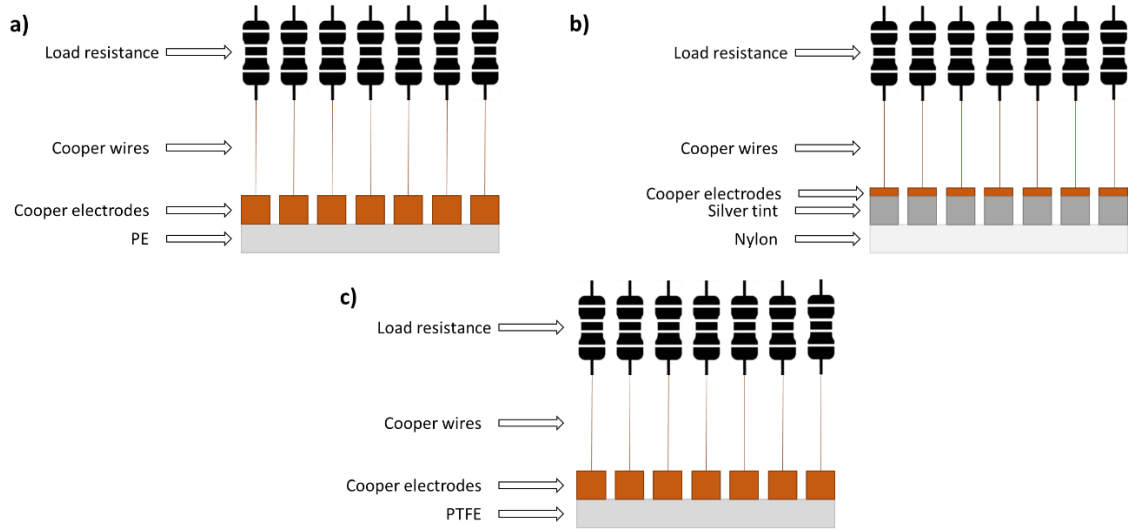 a)
Load resistance
Cooper wires
Cooper electrodes
PE
b)
Load resistance
Cooper wires
Cooper electrodes
Silver tint
Nylon
c)
Load resistance
Cooper wires
Cooper electrodes
PTFE